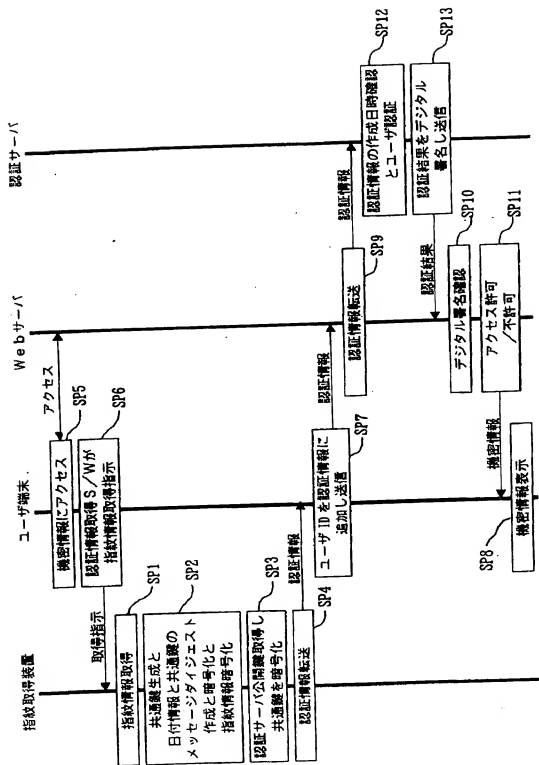 指紋取得装置
ユーザ端末
Webサーバ
認証サーバ
機密情報にアクセス
SP5
アクセス
認証情報取得S/Wが
指紋情報取得指示
SP6
取得指示
指紋情報取得
SP1
共通鍵生成と
日付情報と共通鍵の
メッセージダイジェスト
作成と暗号化と
指紋情報暗号化
SP2
認証サーバ公開鍵取得し
共通鍵を暗号化
SP3
認証情報転送
SP4
認証情報
ユーザIDを認証情報に
追加し送信
SP7
認証情報
認証情報転送
SP9
認証情報
認証情報の作成日時確認
とユーザ認証
SP12
認証結果をデジタル
署名し送信
SP13
認証結果
デジタル署名確認
SP10
アクセス許可
/不許可
SP11
機密情報
機密情報表示
SP8